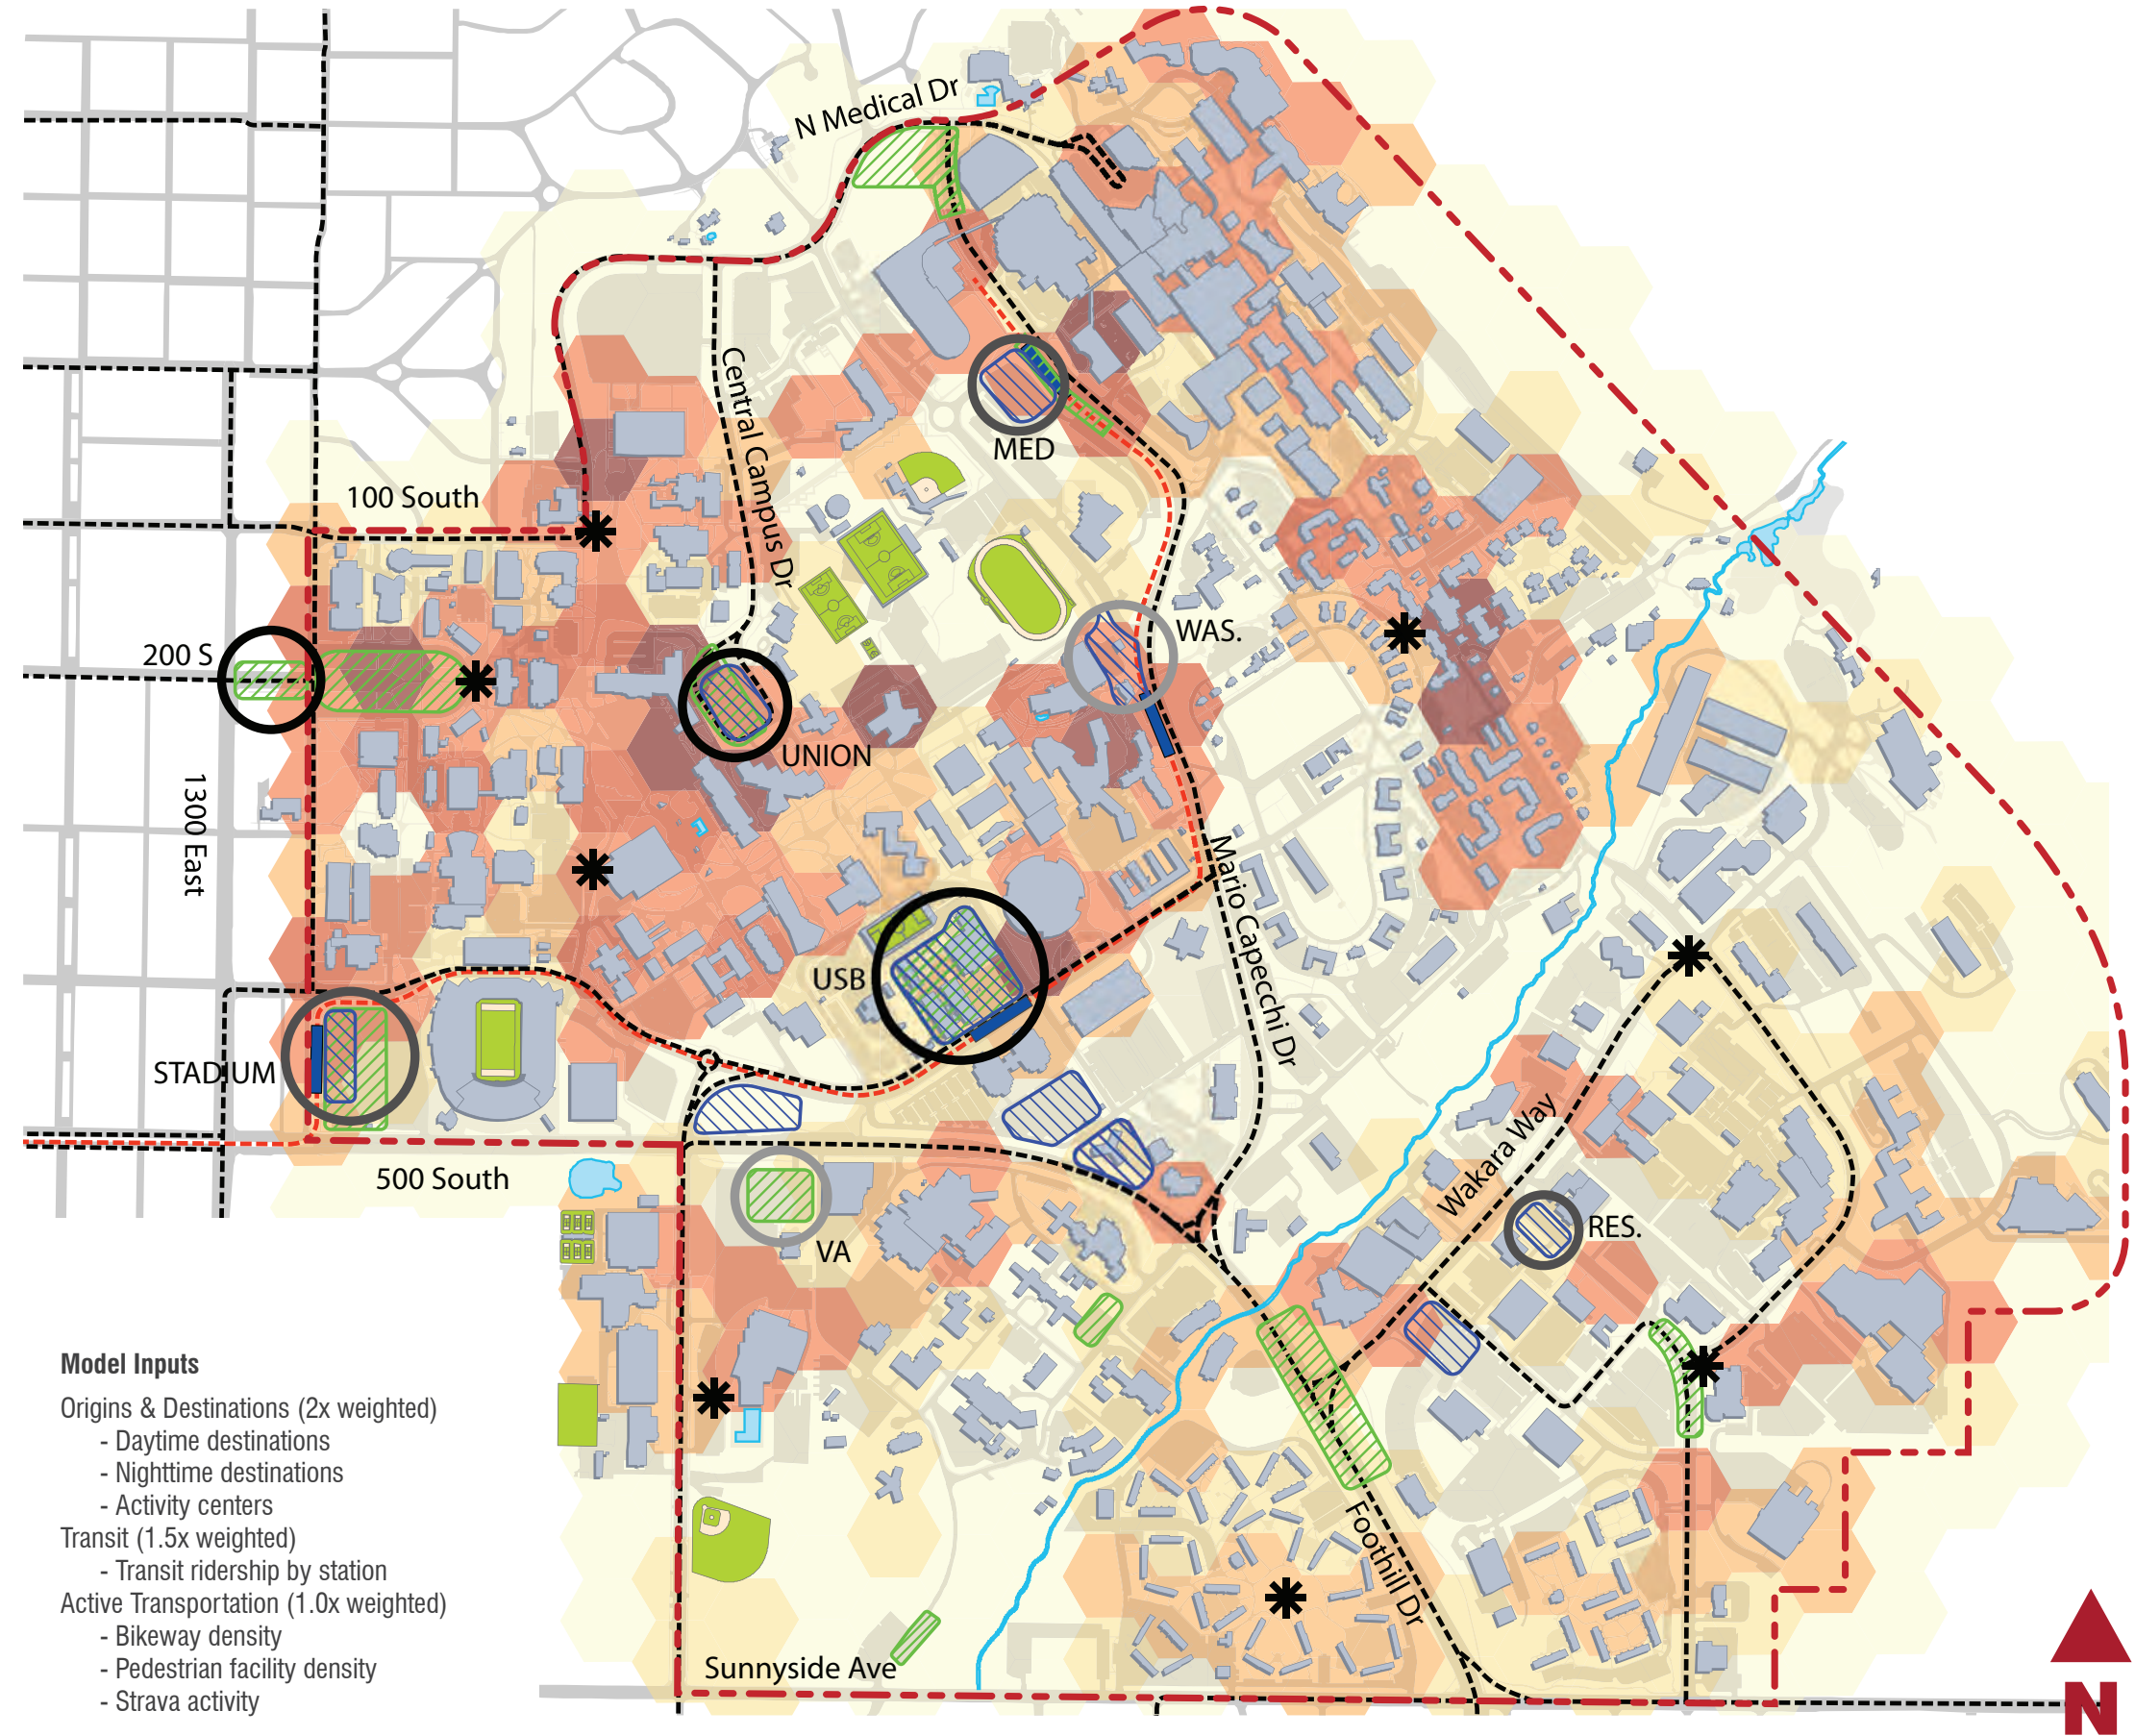 N Medical Dr
Central Campus Dr
MED
100 South
200 S
WAS.
UNION
1300 East
Mario Capecchi Dr
USB
STADIUM
500 South
VA
Wakara Way
RES.
Foothill Dr
Sunnyside Ave
Model Inputs
Origins & Destinations (2x weighted)
- Daytime destinations
- Nighttime destinations
- Activity centers
Transit (1.5x weighted)
- Transit ridership by station
Active Transportation (1.0x weighted)
- Bikeway density
- Pedestrian facility density
- Strava activity
N